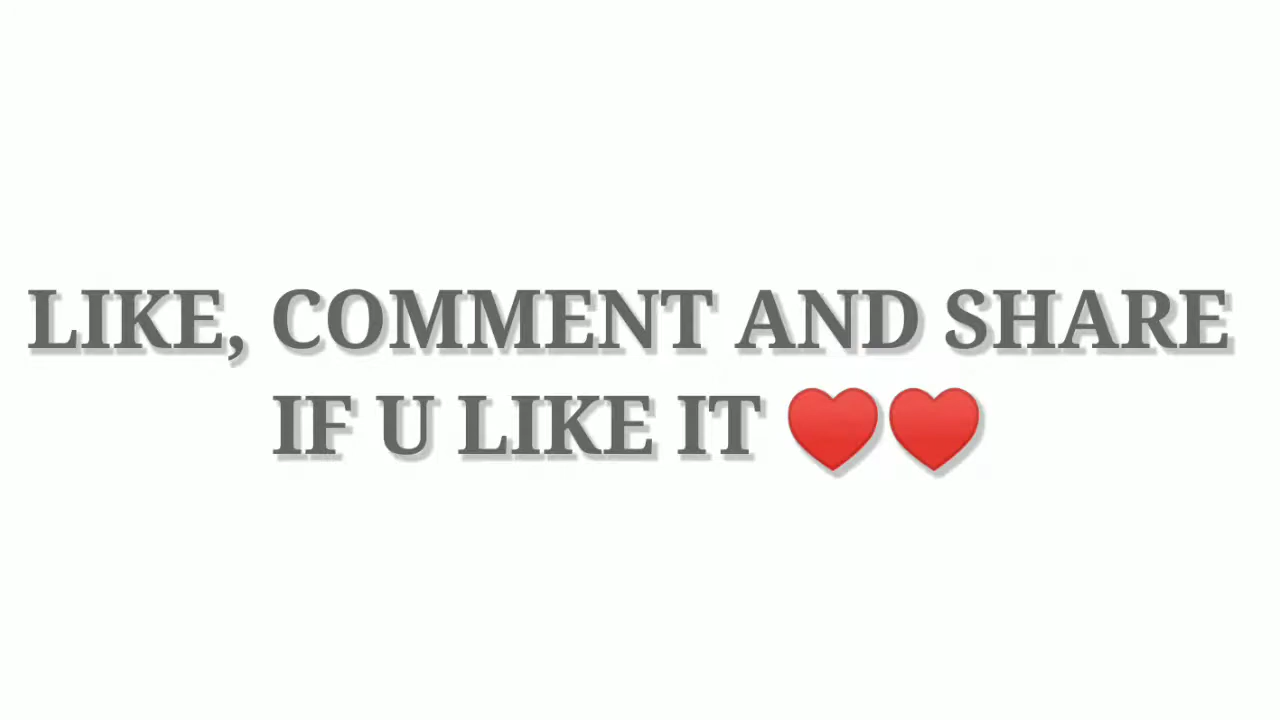 LIKE, COMMENT AND SHARE
IF U LIKE IT ♥♥